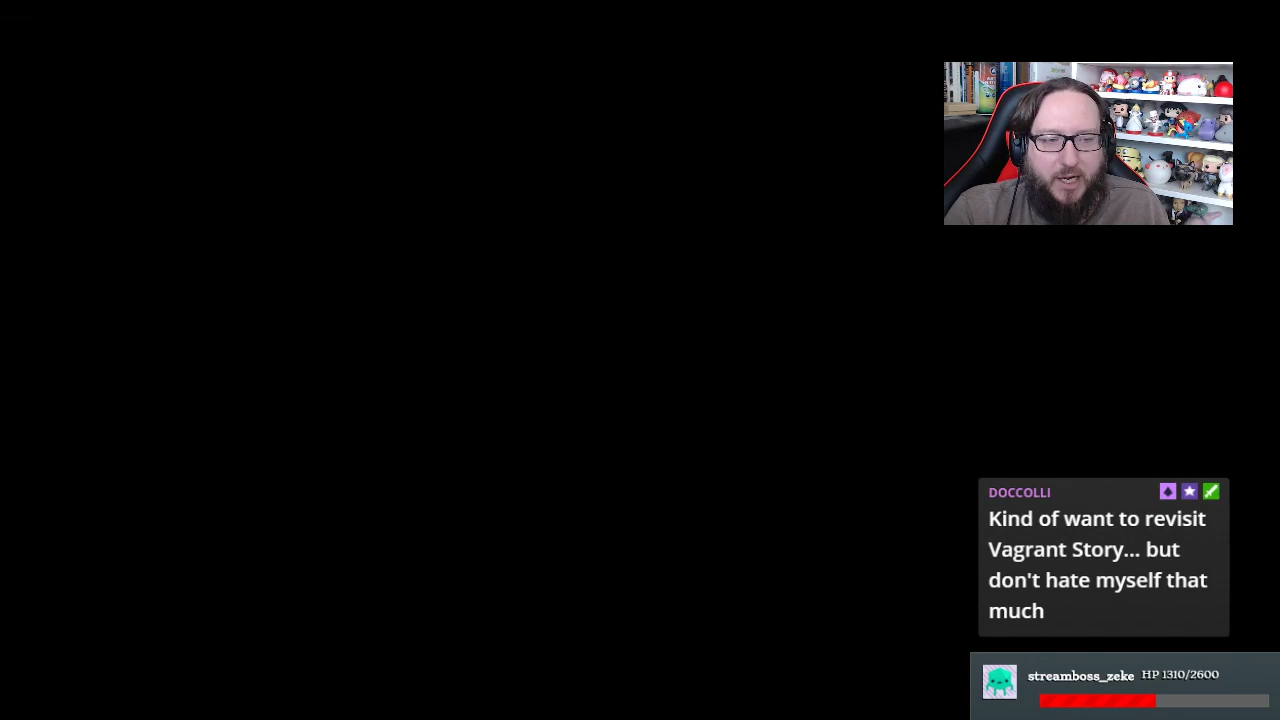 DOCCOLLI
Kind of want to revisit
Vagrant Story... but
don't hate myself that
much
streamboss_zeke HP 1310/2600